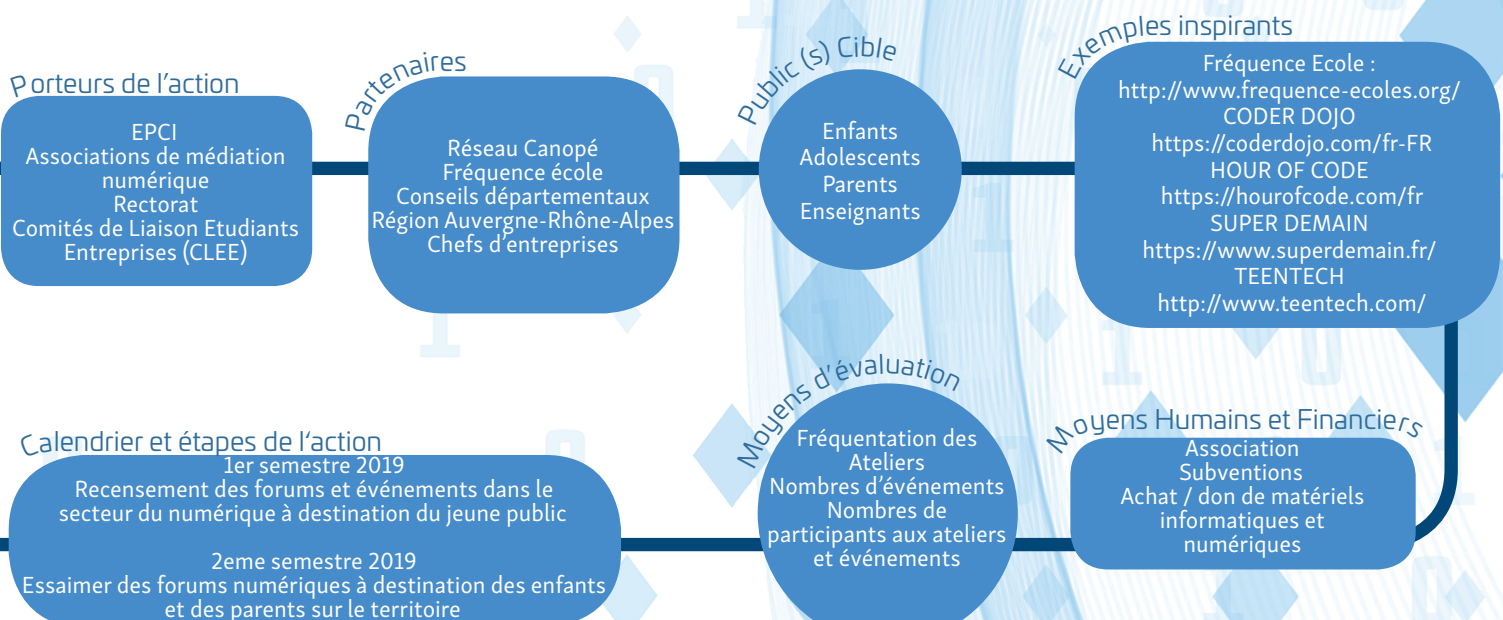 Porteurs de l'action
EPCI
Associations de médiation
numérique
Rectorat
Comités de Liaison Etudiants
Entreprises (CLEE)
Partenaires
Réseau Canopé
Fréquence école
Conseils départementaux
Région Auvergne-Rhône-Alpes
Chefs d'entreprises
Public (s) Cible
Enfants
Adolescents
Parents
Enseignants
Exemples inspirants
Fréquence Ecole :
http://www.frequence-ecoles.org/
CODER DOJO
https://coderdojo.com/fr-FR
HOUR OF CODE
https://hourofcode.com/fr
SUPER DEMAIN
https://www.superdemain.fr/
TEENTECH
http://www.teentech.com/
Calendrier et étapes de l'action
1er semestre 2019
Recensement des forums et événements dans le
secteur du numérique à destination du jeune public
2eme semestre 2019
Essaimer des forums numériques à destination des enfants
et des parents sur le territoire
Moyens d'évaluation
Fréquentation des
Ateliers
Nombres d'événements
Nombres de
participants aux ateliers
et événements
Moyens Humains et Financiers
Association
Subventions
Achat / don de matériels
informatiques et
numériques